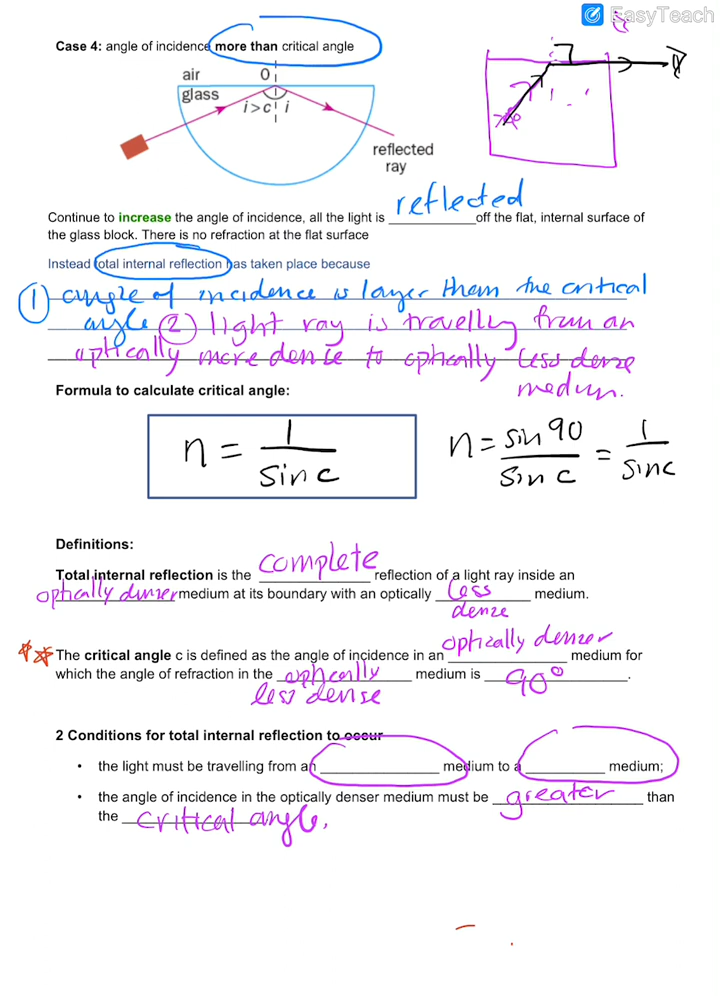 EasyTeach
Case 4: angle of incidence more than critical angle
air
O
glass
i>c
i
reflected
ray
reflected
Continue to increase the angle of incidence, all the light is ____________ off the flat, internal surface of
the glass block. There is no refraction at the flat surface
Instead total internal reflection has taken place because
① angle of incidence is larger them the critical
angle ② light ray is travelling from an
optically more dence to optically less dense
medium.
Formula to calculate critical angle:
n = 1 / sin c
n = sin 90 / sin c = 1 / sin c
Definitions:
Total internal reflection is the complete reflection of a light ray inside an
optically denser medium at its boundary with an optically less dense medium.
The critical angle c is defined as the angle of incidence in an optically denser medium for
which the angle of refraction in the optically less dense medium is 90°.
2 Conditions for total internal reflection to occur
• the light must be travelling from an ____________ medium to a ____________ medium;
• the angle of incidence in the optically denser medium must be greater than
the critical angle.